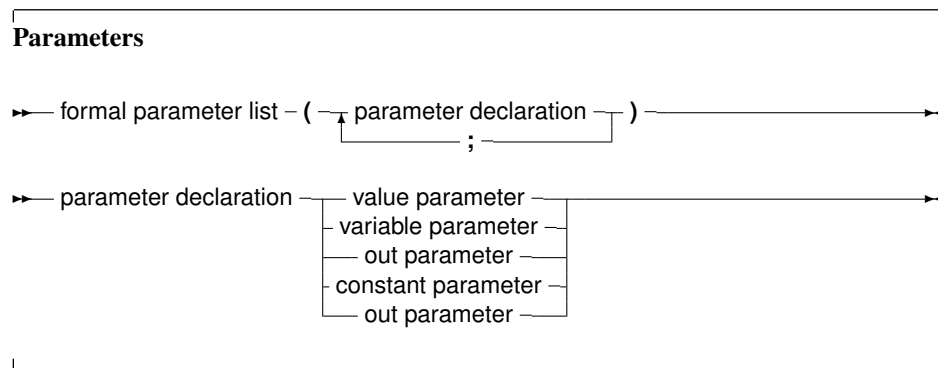 Parameters
formal parameter list ( parameter declaration )
;
parameter declaration value parameter
variable parameter
out parameter
constant parameter
out parameter